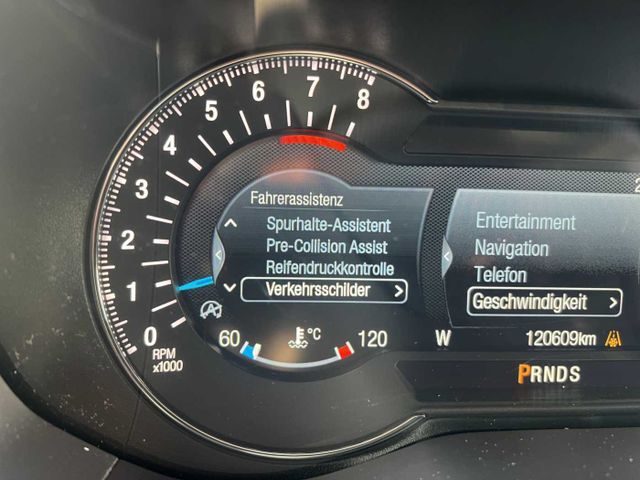 0
1
2
3
4
5
6
7
8
RPM
x1000
Fahrerassistenz
Spurhalte-Assistent
Pre-Collision Assist
Reifendruckkontrolle
Verkehrsschilder
60
°C
120
Entertainment
Navigation
Telefon
Geschwindigkeit
W
120609km
PRNDS